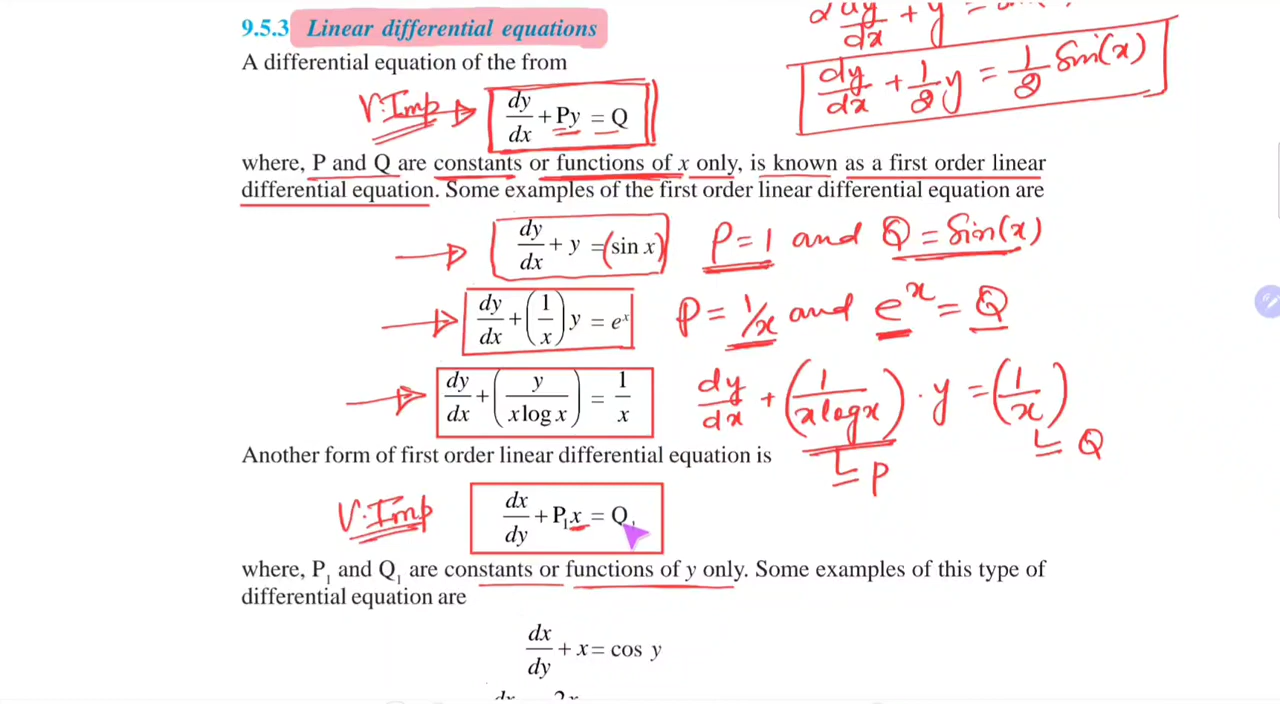 9.5.3 Linear differential equations
A differential equation of the from
V.Imp → dy/dx + Py = Q
dy/dx + y =
dy/dx + 1/2 y = 1/2 Sin(x)
where, P and Q are constants or functions of x only, is known as a first order linear
differential equation. Some examples of the first order linear differential equation are
→ dy/dx + y = (sin x) P = 1 and Q = Sin(x)
→ dy/dx + (1/x) y = eˣ P = 1/x and eˣ = Q
→ dy/dx + (y/(x log x)) = 1/x dy/dx + (1/(x log x)) · y = (1/x)
P Q
Another form of first order linear differential equation is
V.Imp dx/dy + P₁x = Q₁
where, P₁ and Q₁ are constants or functions of y only. Some examples of this type of
differential equation are
dx/dy + x = cos y